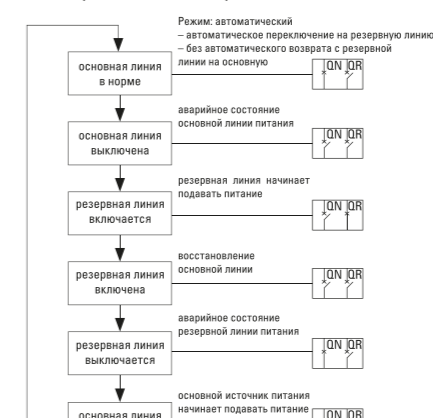 Режим: автоматический
– автоматическое переключение на резервную линию
– без автоматического возврата с резервной
линии на основную
основная линия
в норме
QN QR
аварийное состояние
основной линии питания
основная линия
выключена
QN QR
резервная линия начинает
подавать питание
резервная линия
включается
QN QR
восстановление
основной линии
резервная линия
включена
QN QR
аварийное состояние
резервной линии питания
резервная линия
выключается
QN QR
основной источник питания
начинает подавать питание
основная линия
QN QR